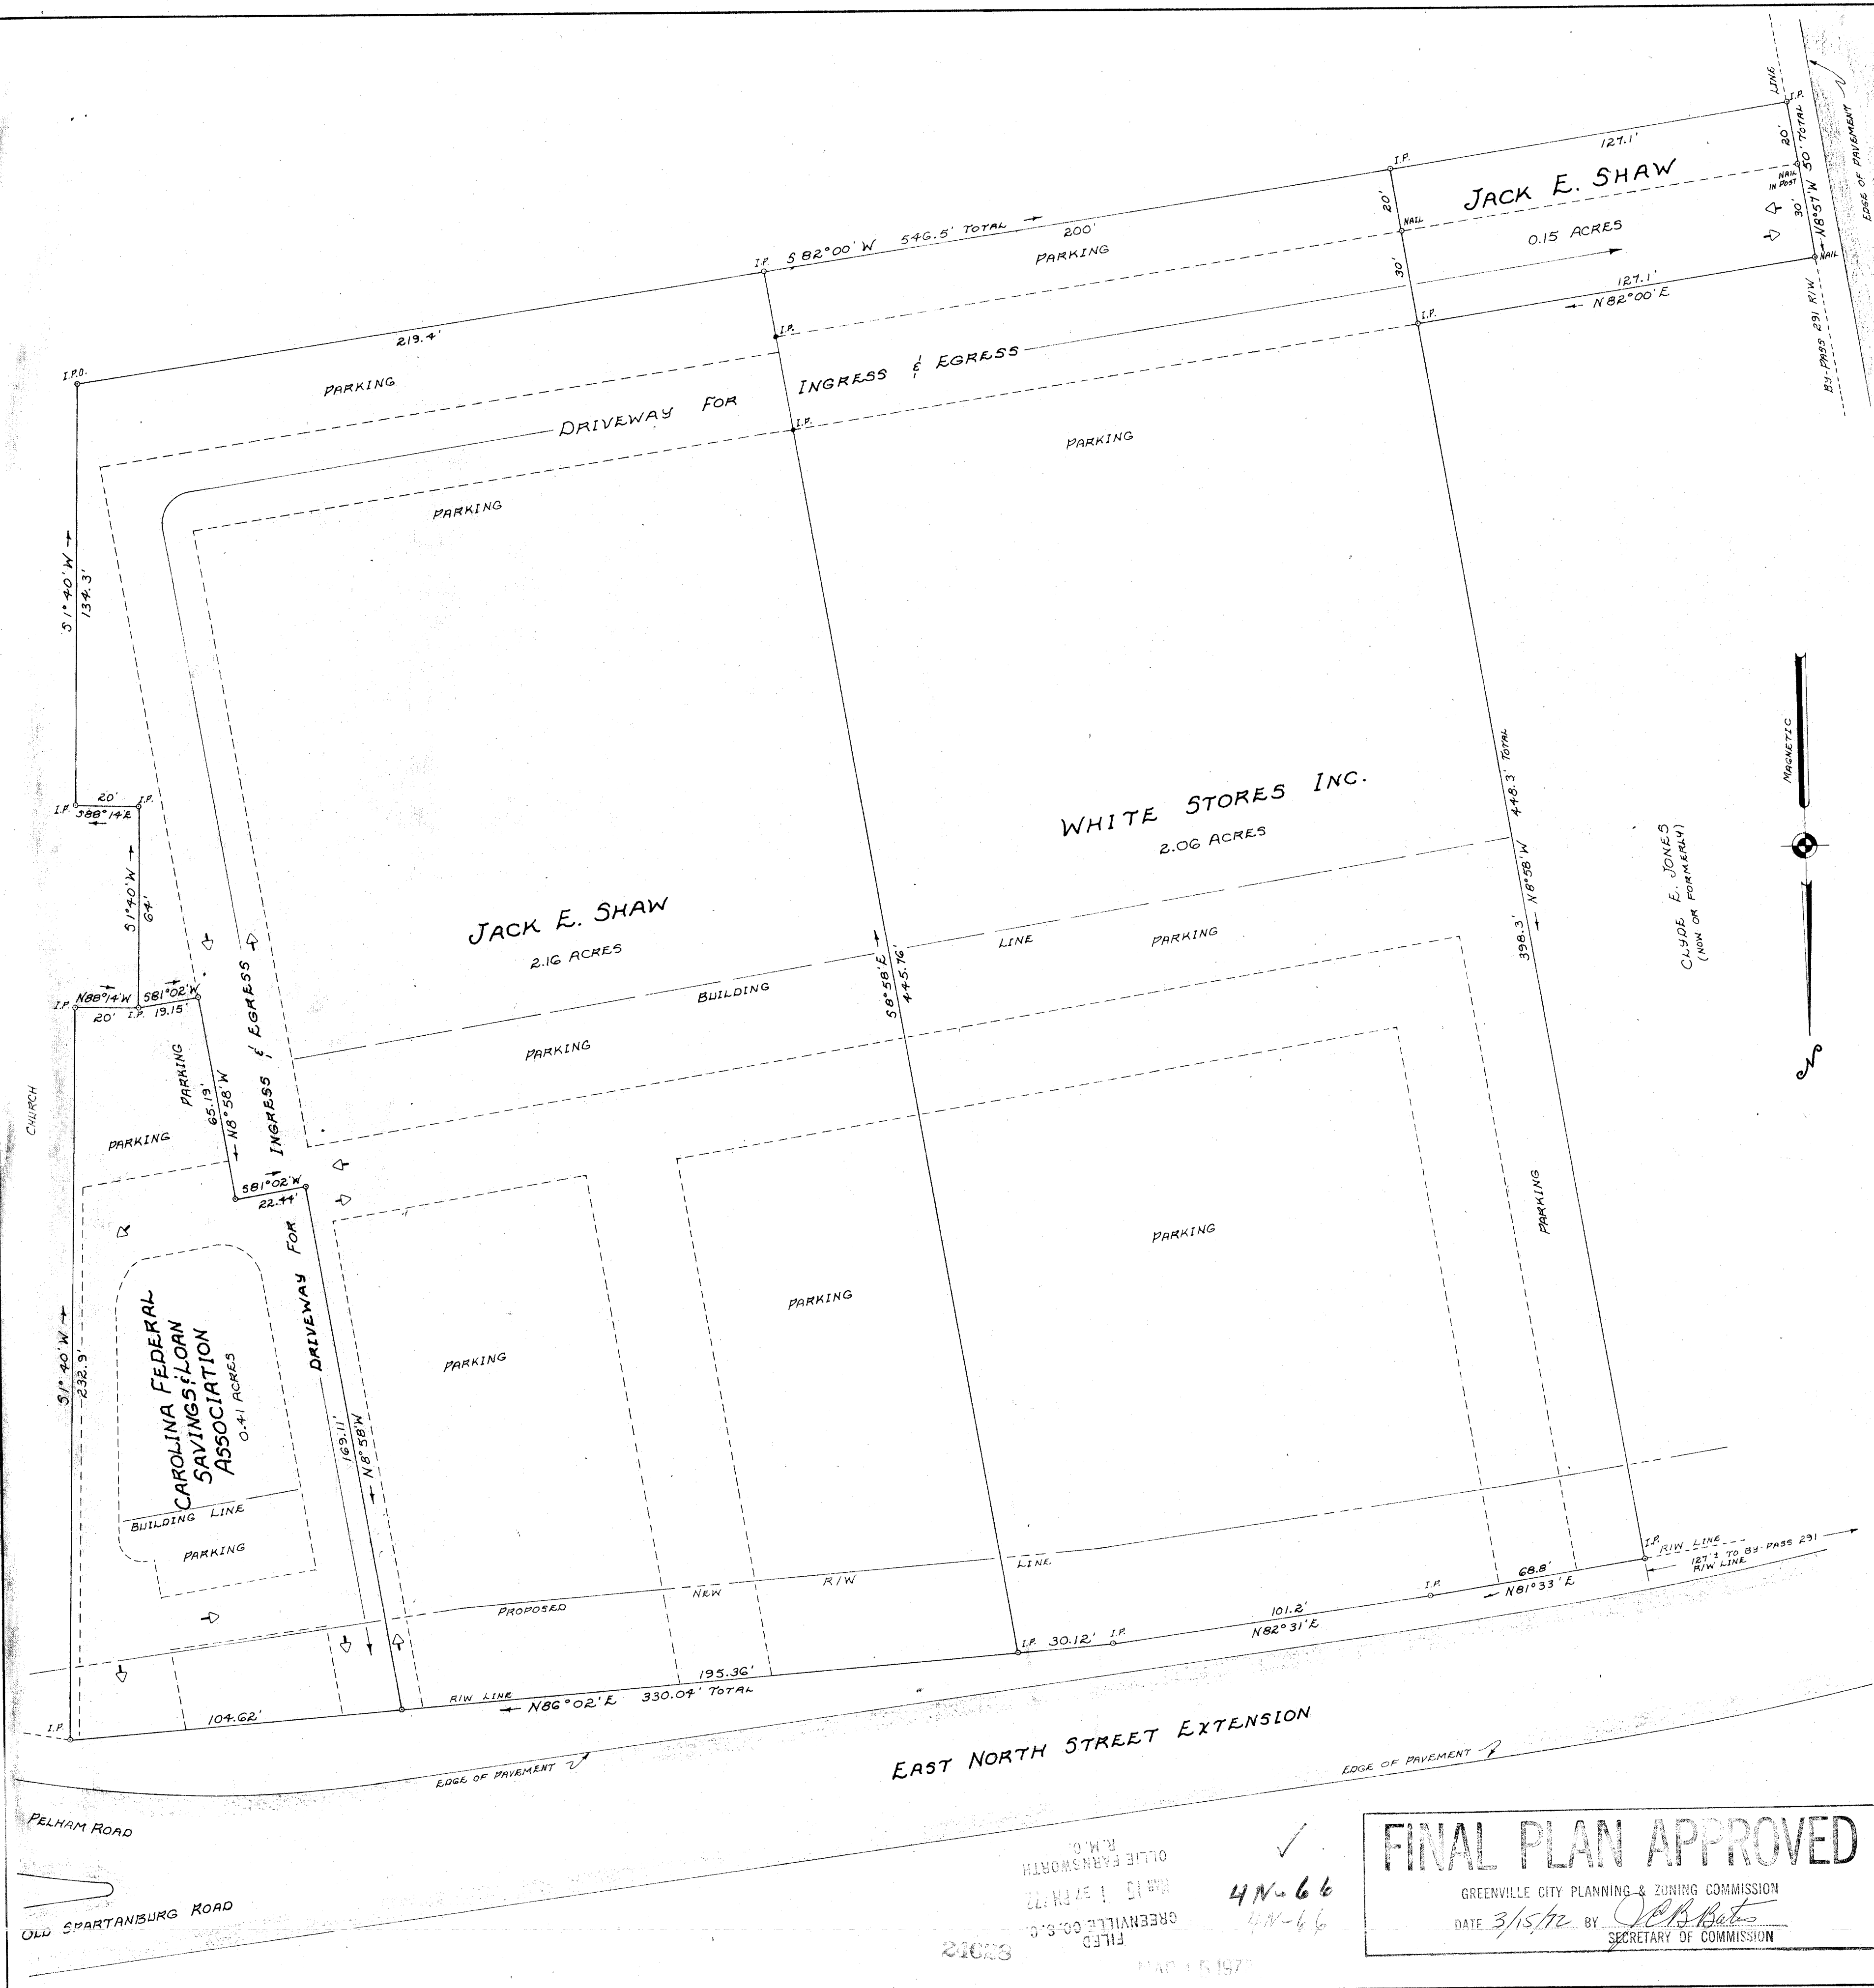 LINE
I.P.
20'
N8°57'W 50' TOTAL
EDGE OF PAVEMENT
127.1'
I.P.
JACK E. SHAW
NAIL
IN POST
20'
NAIL
30'
0.15 ACRES
NAIL
S 82°00' W 546.5' TOTAL
200'
I.P.
PARKING
30'
127.1'
N 82°00' E
I.P.
BY-PASS 291 R/W
219.4'
I.P.
I.P.O.
PARKING
INGRESS & EGRESS
DRIVEWAY FOR
I.P.
PARKING
PARKING
S 1° 40' W
134.3'
MAGNETIC
448.3' TOTAL
N8°58'W
398.3'
20'
I.P.
I.P.
S88°14'E
WHITE STORES INC.
2.06 ACRES
CLYDE E. JONES
(NOW OR FORMERLY)
S1°40'W
64'
JACK E. SHAW
2.16 ACRES
S8°58'E
445.76'
LINE
PARKING
BUILDING
PARKING
I.P.
N88°14'W
S81°02'W
20'
I.P.
19.15'
INGRESS & EGRESS
PARKING
65.19'
N8°58'W
CHURCH
PARKING
S81°02'W
22.44'
PARKING
PARKING
PARKING
PARKING
DRIVEWAY FOR
CAROLINA FEDERAL
SAVINGS & LOAN
ASSOCIATION
0.41 ACRES
S1° 40' W
232.9'
169.11'
N8°58'W
BUILDING LINE
PARKING
PROPOSED
NEW
R/W
LINE
I.P.
R/W LINE
127'± TO BY-PASS 291
R/W LINE
68.8'
N81°33'E
I.P.
101.2'
N82°31'E
I.P.
30.12'
I.P.
195.36'
R/W LINE
N86°02'E 330.04' TOTAL
104.62'
I.P.
EAST NORTH STREET EXTENSION
EDGE OF PAVEMENT
EDGE OF PAVEMENT
PELHAM ROAD
OLD SPARTANBURG ROAD
FILED
GREENVILLE CO. S.C.
OLLIE FARNSWORTH
R.M.C.
4N-66
4N-66
FINAL PLAN APPROVED
GREENVILLE CITY PLANNING & ZONING COMMISSION
DATE 3/15/72 BY
SECRETARY OF COMMISSION